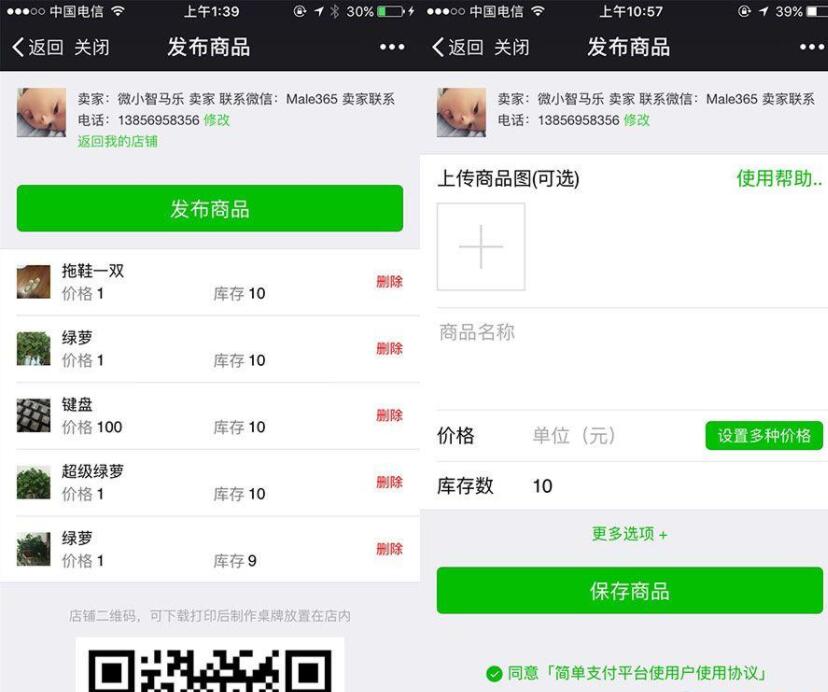 中国电信 上午1:39 30%
返回 关闭 发布商品
卖家：微小智马乐 卖家 联系微信：Male365 卖家联系
电话：13856958356 修改
返回我的店铺
发布商品
拖鞋一双
价格 1 库存 10 删除
绿萝
价格 1 库存 10 删除
键盘
价格 100 库存 10 删除
超级绿萝
价格 1 库存 10 删除
绿萝
价格 1 库存 9 删除
店铺二维码，可下载打印后制作桌牌放置在店内
中国电信 上午10:57 39%
返回 关闭 发布商品
卖家：微小智马乐 卖家 联系微信：Male365 卖家联系
电话：13856958356 修改
上传商品图(可选) 使用帮助..
商品名称
价格 单位（元） 设置多种价格
库存数 10
更多选项 +
保存商品
同意「简单支付平台使用户使用协议」